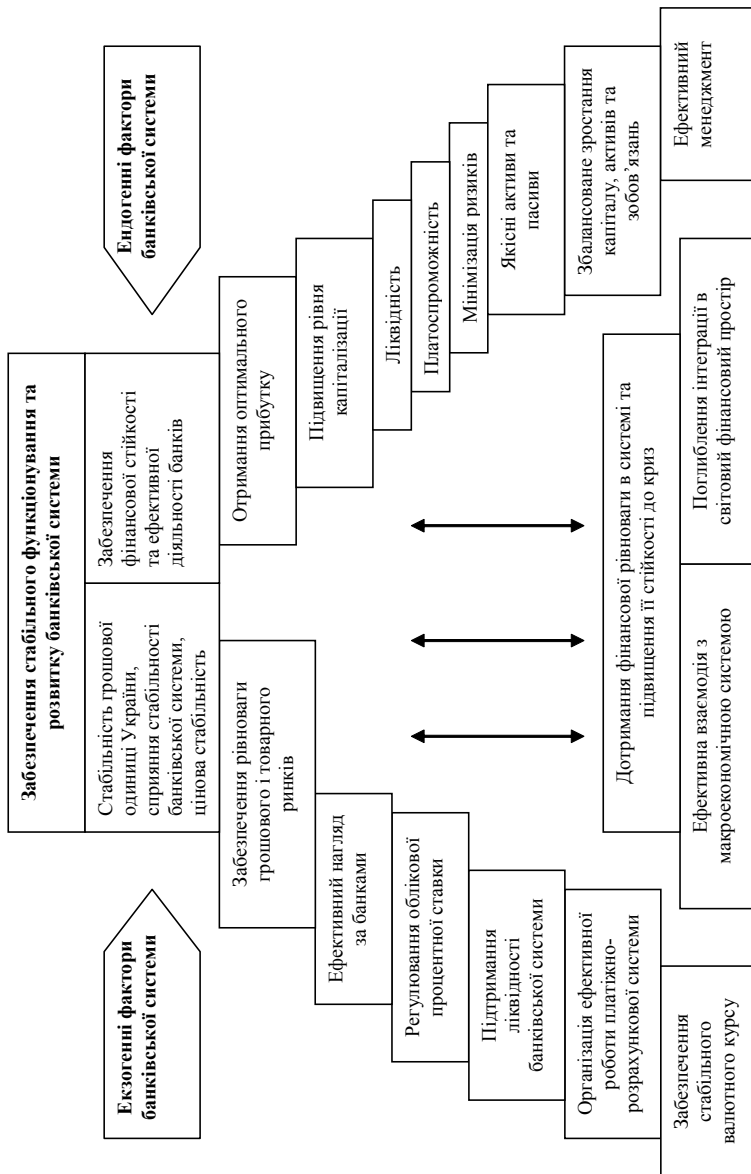 Забезпечення стабільного функціонування та
розвитку банківської системи
Екзогенні фактори
банківської системи
Ендогенні фактори
банківської системи
Стабільність грошової
одиниці України,
сприяння стабільності
банківської системи,
цінова стабільність
Забезпечення
фінансової стійкості
та ефективної
діяльності банків
Забезпечення рівноваги
грошового і товарного
ринків
Ефективний нагляд
за банками
Регулювання облікової
процентної ставки
Підтримання
ліквідності
банківської системи
Організація ефективної
роботи платіжно-
розрахункової системи
Забезпечення
стабільного
валютного курсу
Отримання оптимального
прибутку
Підвищення рівня
капіталізації
Ліквідність
Платоспроможність
Мінімізація ризиків
Якісні активи та
пасиви
Збалансоване зростання
капіталу, активів та
зобов’язань
Ефективний
менеджмент
Дотримання фінансової рівноваги в системі та
підвищення її стійкості до криз
Ефективна взаємодія з
макроекономічною системою
Поглиблення інтеграції в
світовий фінансовий простір